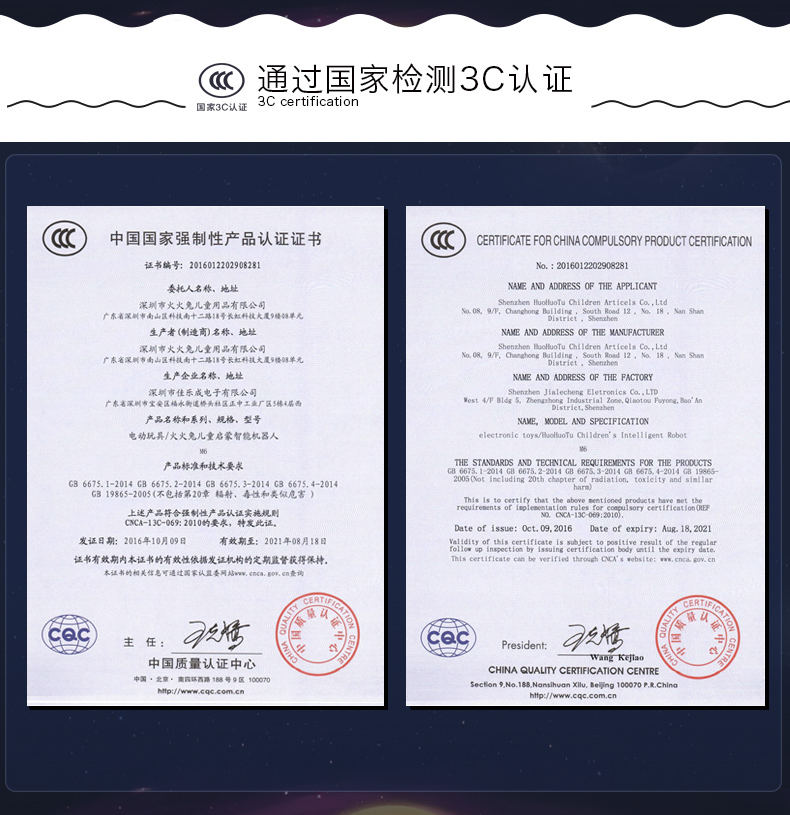 通过国家检测3C认证
国家3C认证
3C certification
中国国家强制性产品认证证书
证书编号: 2016012202908281
委托人名称、地址
深圳市火火兔儿童用品有限公司
广东省深圳市南山区科技南十二路18号长虹科技大厦9楼08单元
生产者(制造商)名称、地址
深圳市火火兔儿童用品有限公司
广东省深圳市南山区科技南十二路18号长虹科技大厦9楼08单元
生产企业名称、地址
深圳市佳乐成电子有限公司
广东省深圳市宝安区福永街道桥头社区正中工业厂区5栋4层西
产品名称和系列、规格、型号
电动玩具/火火兔儿童启蒙智能机器人
M6
产品标准和技术要求
GB 6675.1-2014 GB 6675.2-2014 GB 6675.3-2014 GB 6675.4-2014
GB 19865-2005(不包括第20章 辐射、毒性和类似危害 )
上述产品符合强制性产品认证实施规则
CNCA-13C-069:2010的要求，特发此证。
发证日期: 2016年10月09日 有效期至: 2021年08月18日
证书有效期内本证书的有效性依据发证机构的定期监督获得保持。
本证书的相关信息可通过国家认监委网站www.cnca.gov.cn查询
CQC
主 任:
中国质量认证中心
中国·北京·南四环西路188号9区 100070
http://www.cqc.com.cn
CHINA QUALITY CERTIFICATION CENTRE
中国质量认证中心
CERTIFICATE FOR CHINA COMPULSORY PRODUCT CERTIFICATION
No. : 2016012202908281
NAME AND ADDRESS OF THE APPLICANT
Shenzhen HuoHuoTu Children Articels Co.,Ltd
No.08, 9/F, Changhong Building , South Road 12 , No. 18 , Nan Shan
District , Shenzhen
NAME AND ADDRESS OF THE MANUFACTURER
Shenzhen HuoHuoTu Children Articels Co.,Ltd
No.08, 9/F, Changhong Building , South Road 12 , No. 18 , Nan Shan
District , Shenzhen
NAME AND ADDRESS OF THE FACTORY
Shenzhen Jialecheng Eletronics Co.,LTD
West 4/F Bldg 5, Zhengzhong Industrial Zone,Qiaotou Fuyong,Bao'An
District,Shenzhen
NAME, MODEL AND SPECIFICATION
electronic toys/HuoHuoTu Children's Intelligent Robot
M6
THE STANDARDS AND TECHNICAL REQUIREMENTS FOR THE PRODUCTS
GB 6675.1-2014 GB 6675.2-2014 GB 6675.3-2014 GB 6675.4-2014 GB 19865-
2005(Not including 20th chapter of radiation, toxicity and similar
harm)
This is to certify that the above mentioned products have met the
requirements of implementation rules for compulsory certification(REF
NO. CNCA-13C-069:2010).
Date of issue: Oct.09,2016 Date of expiry: Aug.18,2021
Validity of this certificate is subject to positive result of the regular
follow up inspection by issuing certification body until the expiry date.
This certificate can be verified through CNCA's website: www.cnca.gov.cn
CQC
President:
Wang Kejiao
CHINA QUALITY CERTIFICATION CENTRE
Section 9,No.188,Nansihuan Xilu, Beijing 100070 P.R.China
http://www.cqc.com.cn
CHINA QUALITY CERTIFICATION CENTRE
中国质量认证中心